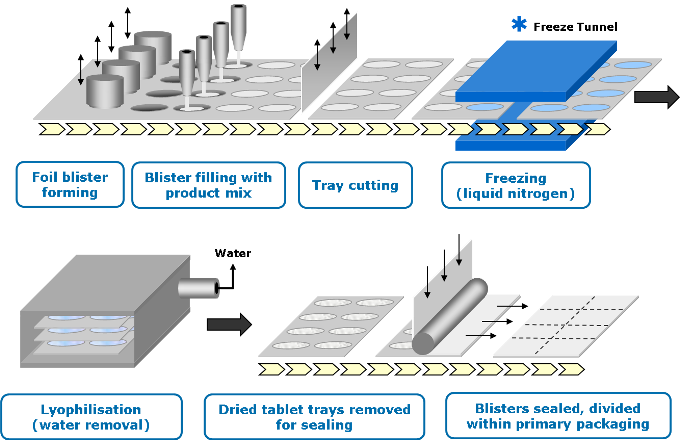 Freeze Tunnel
Foil blister
forming
Blister filling with
product mix
Tray cutting
Freezing
(liquid nitrogen)
Water
Lyophilisation
(water removal)
Dried tablet trays removed
for sealing
Blisters sealed, divided
within primary packaging